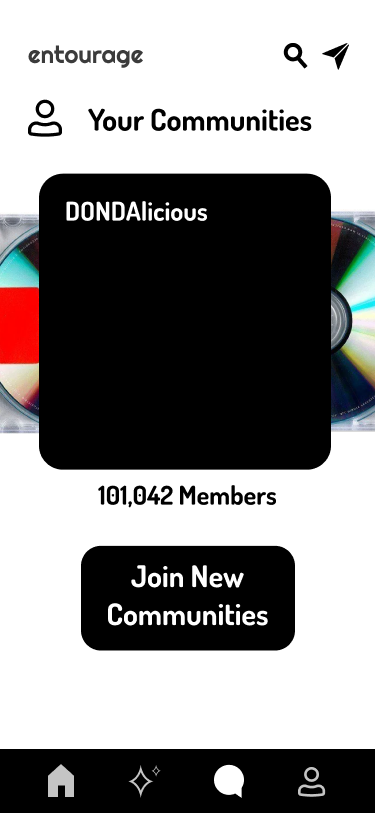 entourage
Your Communities
DONDAlicious
101,042 Members
Join New
Communities